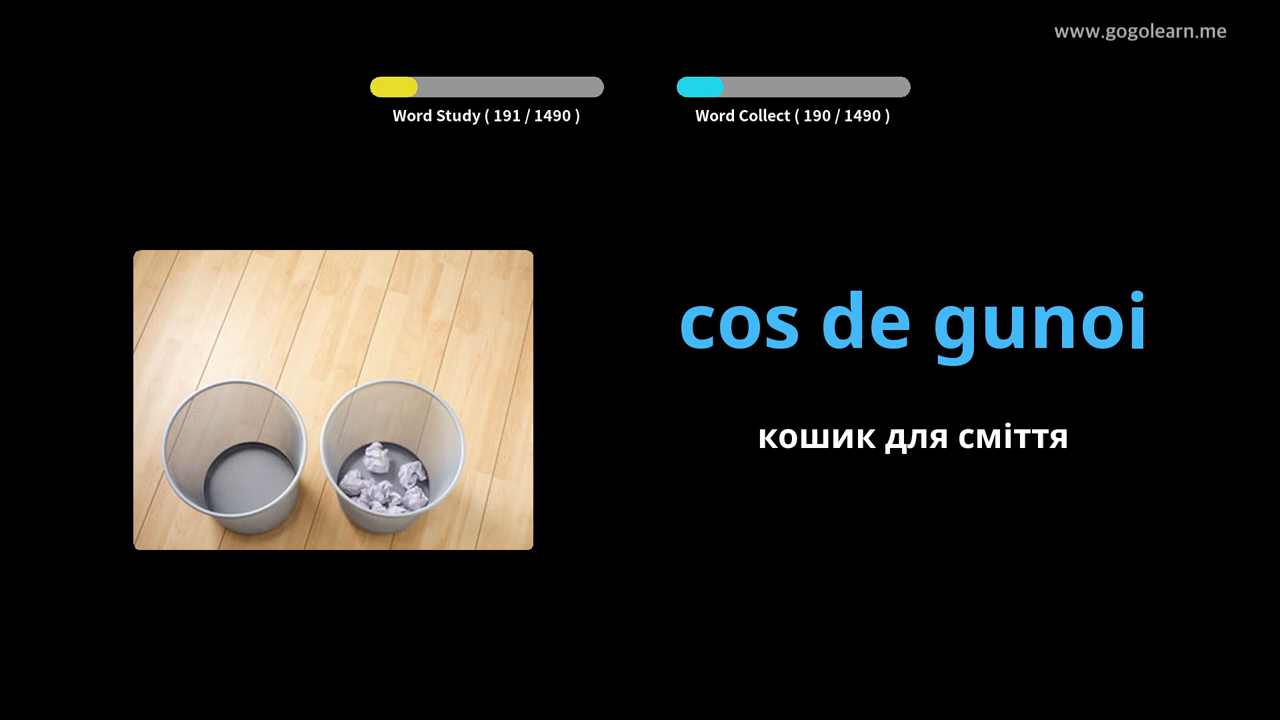 www.gogolearn.me
Word Study ( 191 / 1490 )
Word Collect ( 190 / 1490 )
cos de gunoi
кошик для сміття